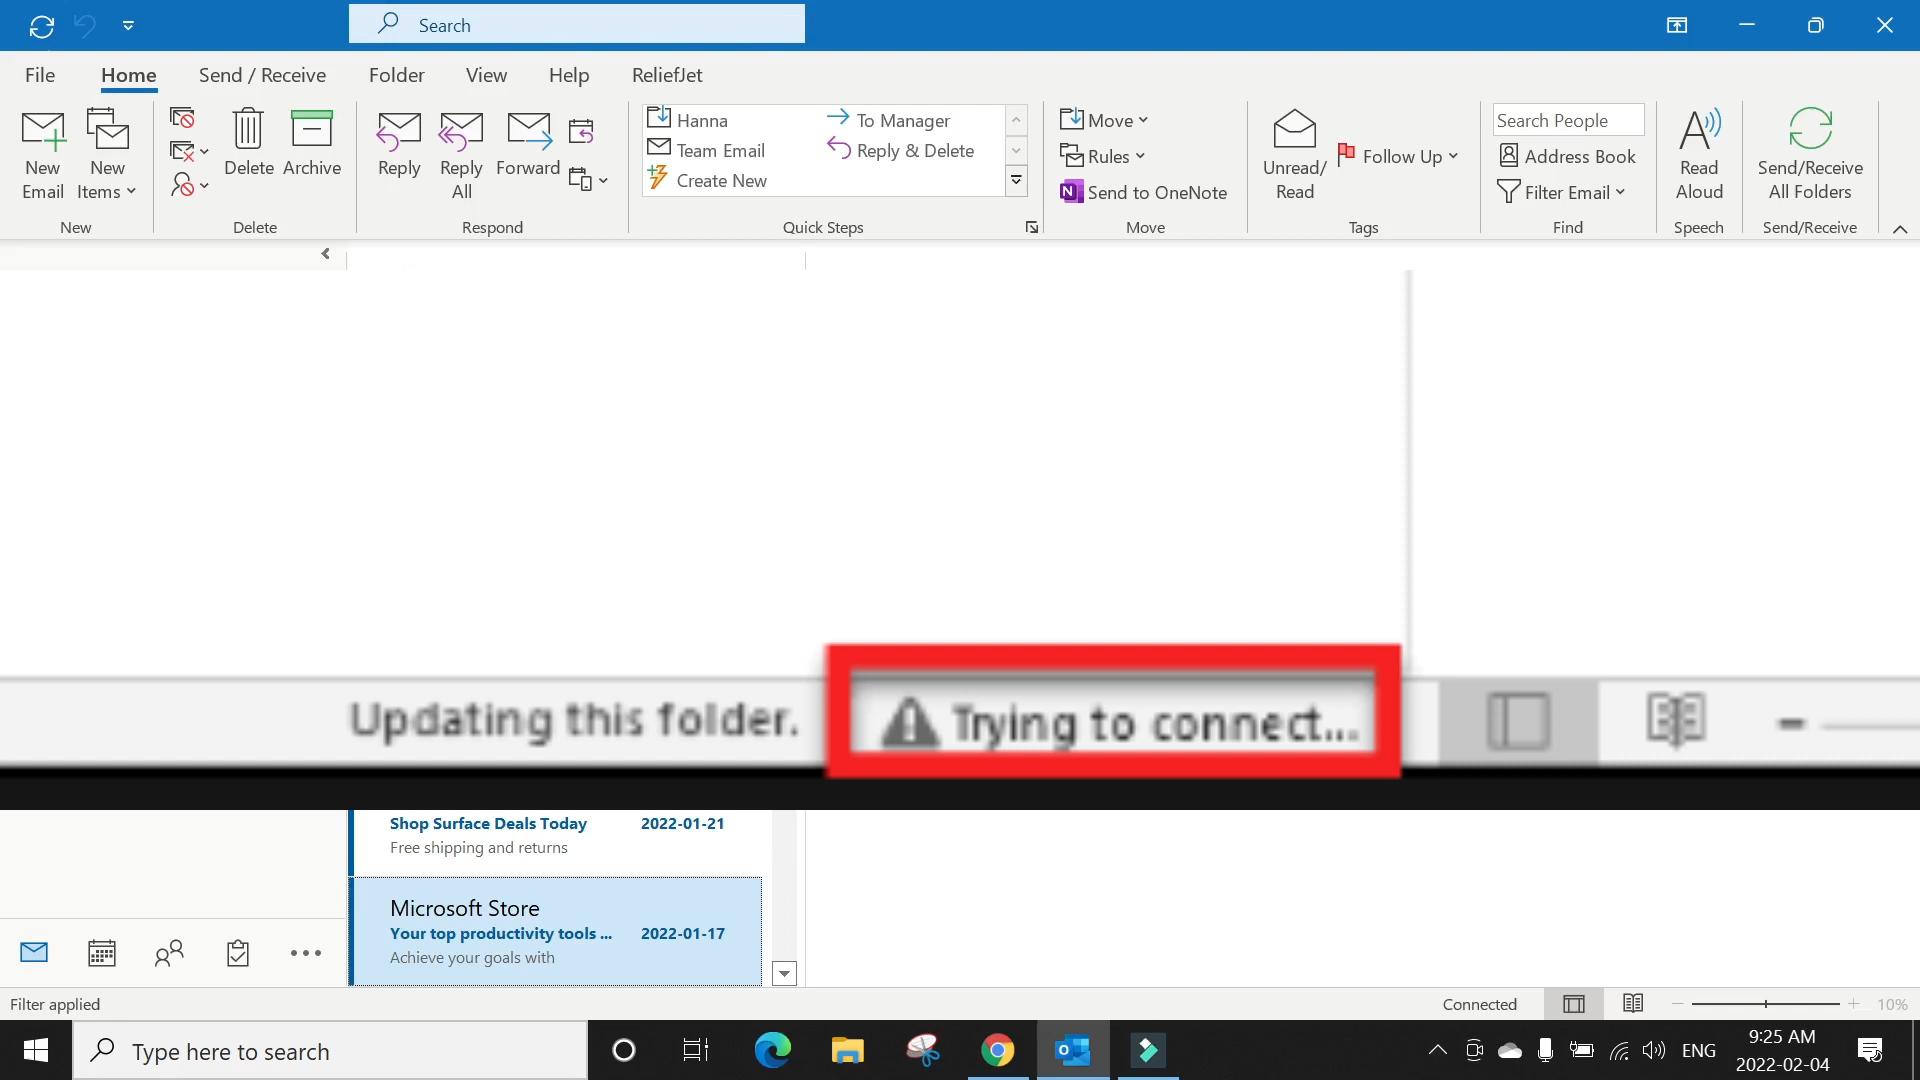 Search
File Home Send / Receive Folder View Help ReliefJet
New Email
New Items
Delete
Archive
Reply
Reply All
Forward
Hanna
To Manager
Team Email
Reply & Delete
Create New
Move
Rules
Send to OneNote
Unread/ Read
Follow Up
Search People
Address Book
Filter Email
Read Aloud
Send/Receive All Folders
New Delete Respond Quick Steps Move Tags Find Speech Send/Receive
Updating this folder. Trying to connect...
Shop Surface Deals Today 2022-01-21
Free shipping and returns
Microsoft Store
Your top productivity tools ... 2022-01-17
Achieve your goals with
Filter applied Connected 10%
Type here to search ENG 9:25 AM
2022-02-04